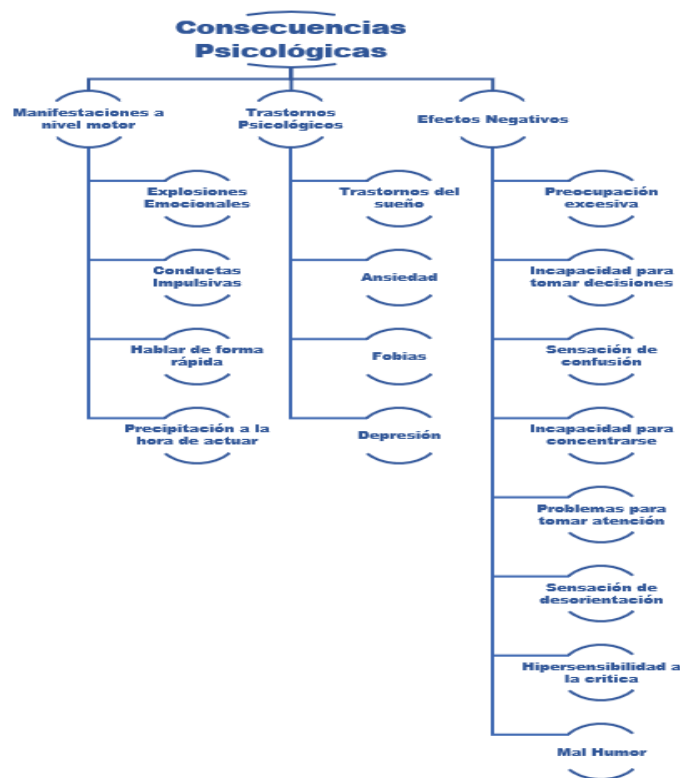 Consecuencias
Psicológicas
Manifestaciones a
nivel motor
Explosiones
Emocionales
Conductas
Impulsivas
Hablar de forma
rápida
Precipitación a la
hora de actuar
Trastornos
Psicológicos
Trastornos del
sueño
Ansiedad
Fobias
Depresión
Efectos Negativos
Preocupación
excesiva
Incapacidad para
tomar decisiones
Sensación de
confusión
Incapacidad para
concentrarse
Problemas para
tomar atención
Sensación de
desorientación
Hipersensibilidad a
la critica
Mal Humor